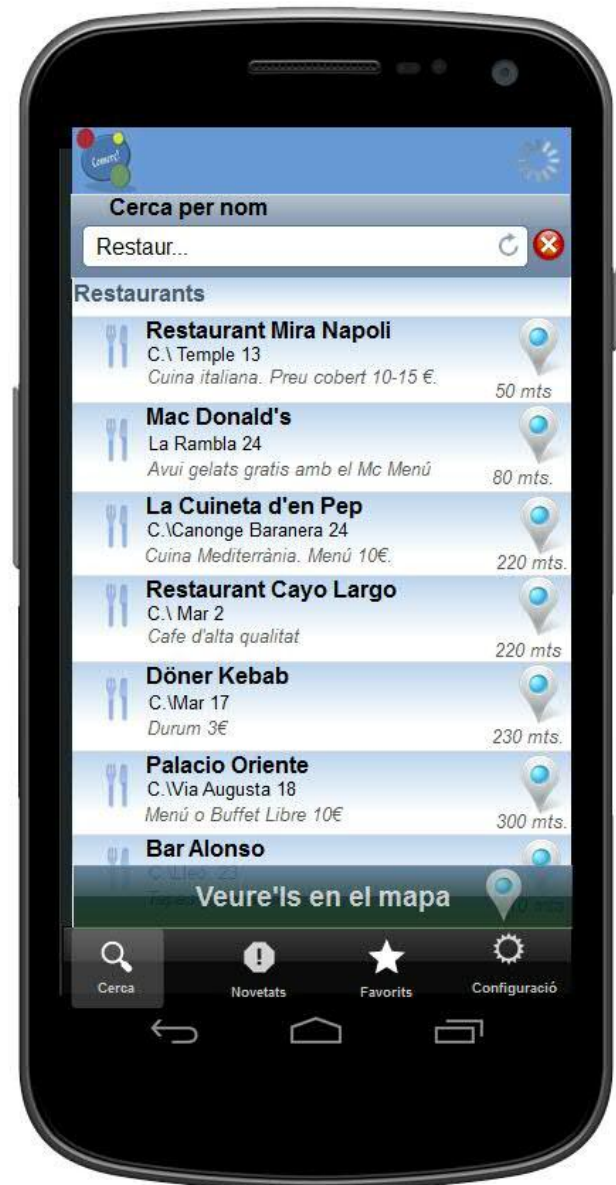 Comerç!
Cerca per nom
Restaur...
Restaurants
Restaurant Mira Napoli
C.\ Temple 13
Cuina italiana. Preu cobert 10-15 €.
50 mts
Mac Donald's
La Rambla 24
Avui gelats gratis amb el Mc Menú
80 mts.
La Cuineta d'en Pep
C.\Canonge Baranera 24
Cuina Mediterrània. Menú 10€.
220 mts.
Restaurant Cayo Largo
C.\ Mar 2
Cafe d'alta qualitat
220 mts
Döner Kebab
C.\Mar 17
Durum 3€
230 mts.
Palacio Oriente
C.\Via Augusta 18
Menú o Buffet Libre 10€
300 mts.
Bar Alonso
Veure'ls en el mapa
Cerca
Novetats
Favorits
Configuració